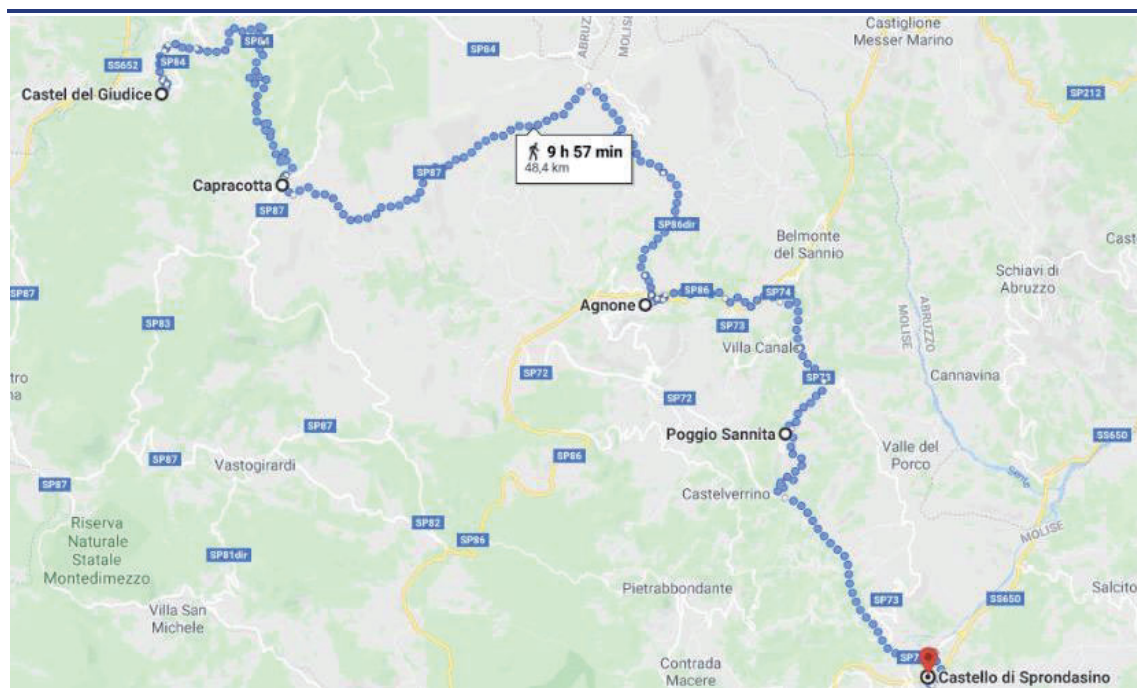 Castiglione
Messer Marino
ABRUZZO
MOLISE
SP84
SP84
SS652
SP84
SP212
Castel del Giudice
9 h 57 min
48,4 km
SP87
Capracotta
SP87
SP86dir
Belmonte
del Sannio
Schiavi di
Abruzzo
SP87
SP86
SP74
Agnone
SP83
SP73
ABRUZZO
MOLISE
Villa Canale
SP72
SP73
Cannavina
SP72
Poggio Sannita
SP87
SS650
Valle del
Porco
SP87
Vastogirardi
SP86
SP87
Castelverrino
Sente
Riserva
Naturale
Statale
Montedimezzo
SP82
SP86
MOLISE
SP81dir
Pietrabbondante
Salcito
Villa San
Michele
SP73
SS650
Contrada
Macere
Castello di Sprondasino